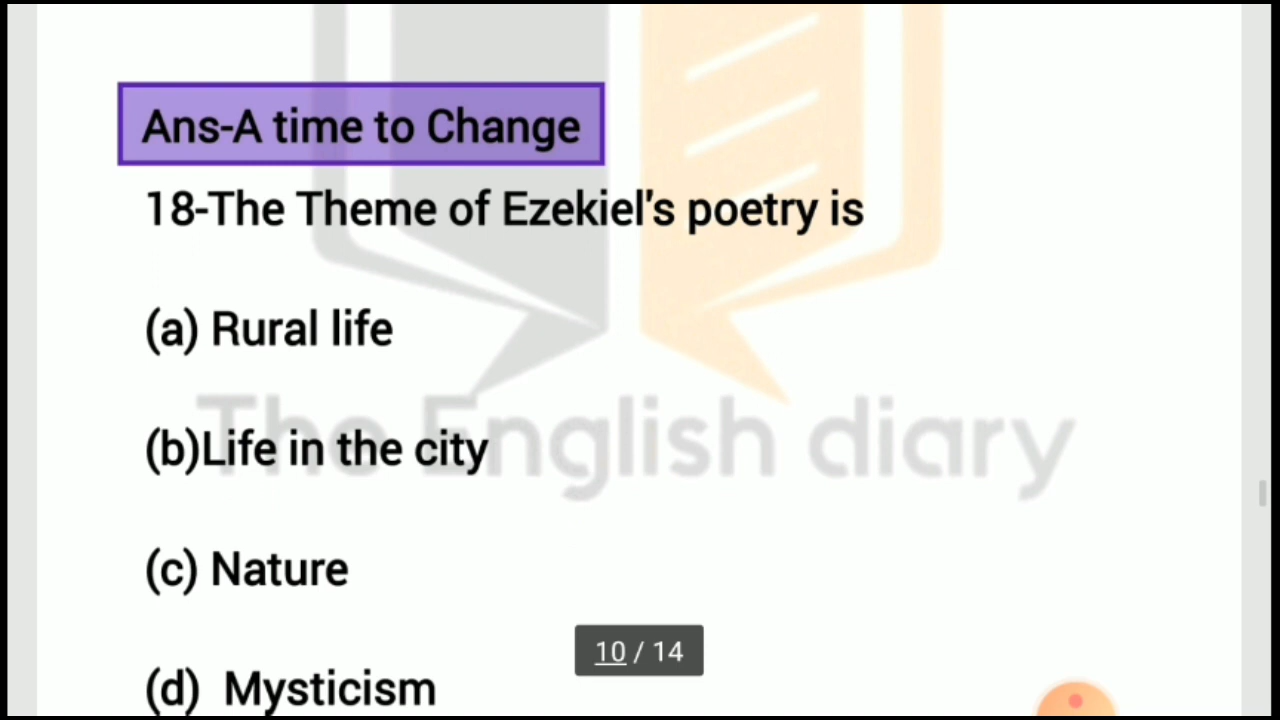 Ans-A time to Change
18-The Theme of Ezekiel's poetry is
(a) Rural life
The English diary
(b)Life in the city
(c) Nature
10 / 14
(d) Mysticism